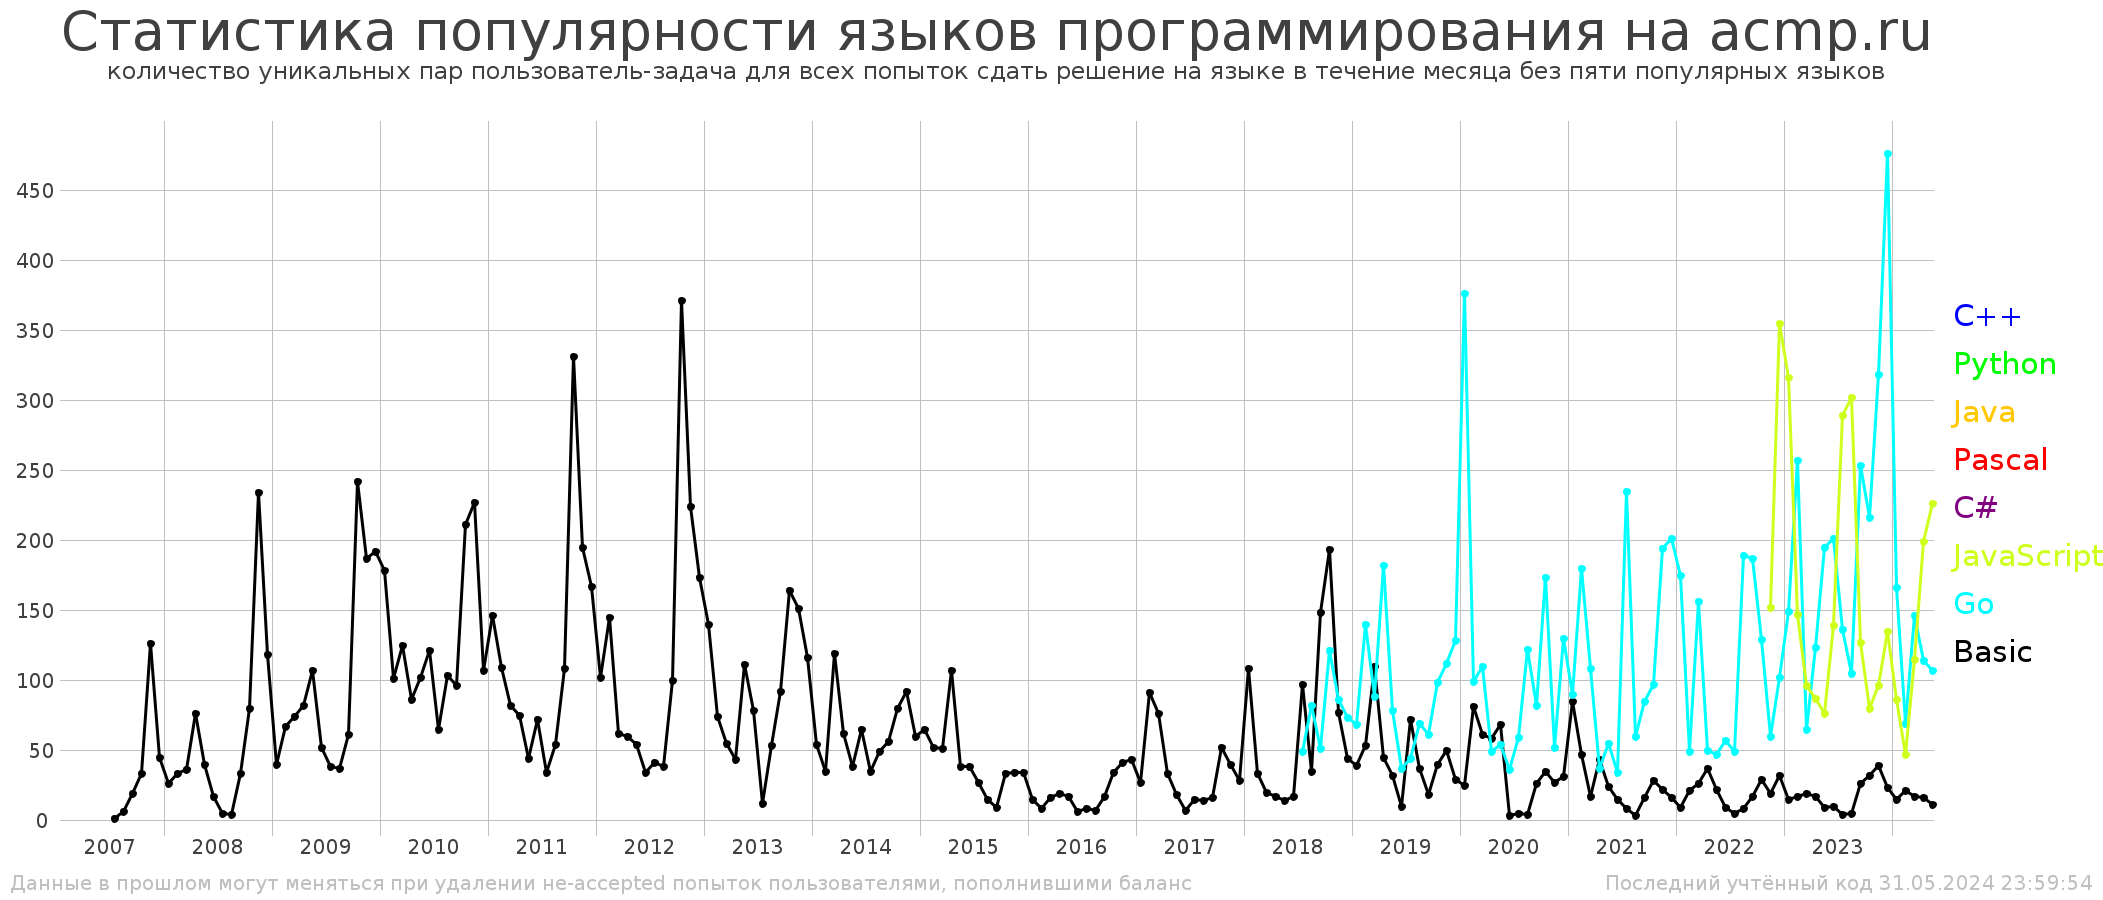 Статистика популярности языков программирования на acmp.ru
количество уникальных пар пользователь-задача для всех попыток сдать решение на языке в течение месяца без пяти популярных языков
450
400
350
300
250
200
150
100
50
0
C++
Python
Java
Pascal
C#
JavaScript
Go
Basic
2007 2008 2009 2010 2011 2012 2013 2014 2015 2016 2017 2018 2019 2020 2021 2022 2023
Данные в прошлом могут меняться при удалении не-accepted попыток пользователями, пополнившими баланс
Последний учтённый код 31.05.2024 23:59:54